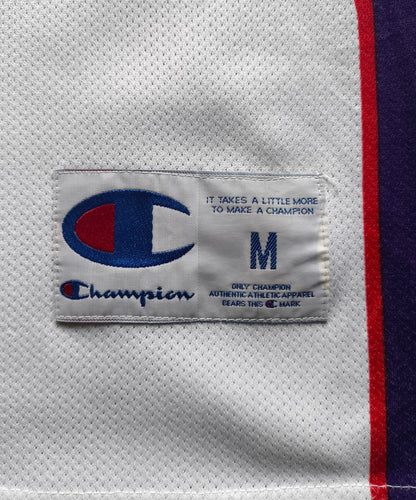 IT TAKES A LITTLE MORE
TO MAKE A CHAMPION
M
Champion
ONLY CHAMPION
AUTHENTIC ATHLETIC APPAREL
BEARS THIS C MARK